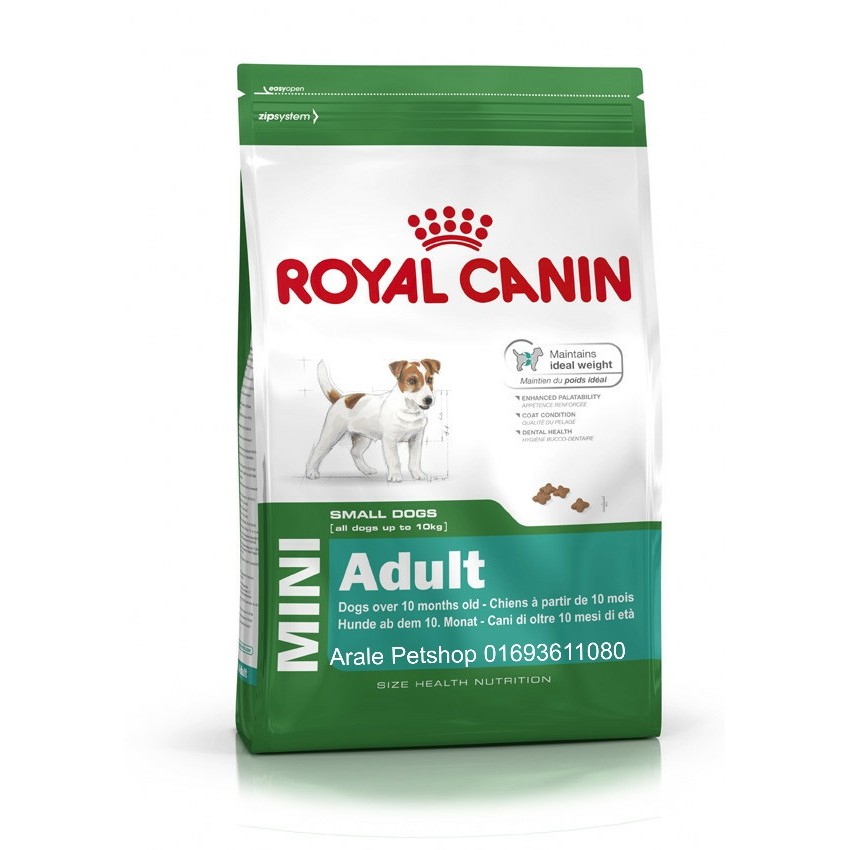 easyopen
zipsystem
ROYAL CANIN
Maintains
ideal weight
Maintien du poids idéal
ENHANCED PALATABILITY
APPÉTENCE RENFORCÉE
COAT CONDITION
QUALITÉ DU PELAGE
DENTAL HEALTH
HYGIÈNE BUCCO-DENTAIRE
SMALL DOGS
[all dogs up to 10kg]
MINI
Adult
Dogs over 10 months old - Chiens à partir de 10 mois
Hunde ab dem 10. Monat - Cani di oltre 10 mesi di età
Arale Petshop 01693611080
SIZE HEALTH NUTRITION